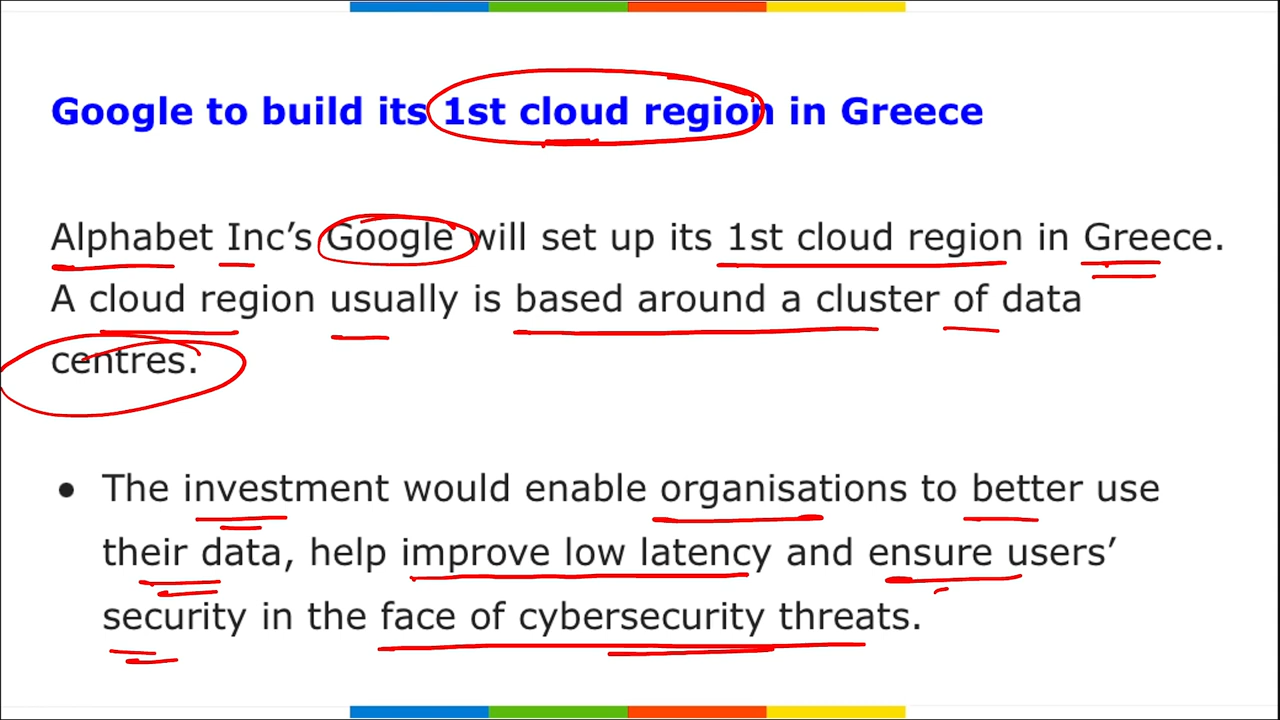 Google to build its 1st cloud region in Greece
Alphabet Inc’s Google will set up its 1st cloud region in Greece.
A cloud region usually is based around a cluster of data
centres.
● The investment would enable organisations to better use
their data, help improve low latency and ensure users’
security in the face of cybersecurity threats.